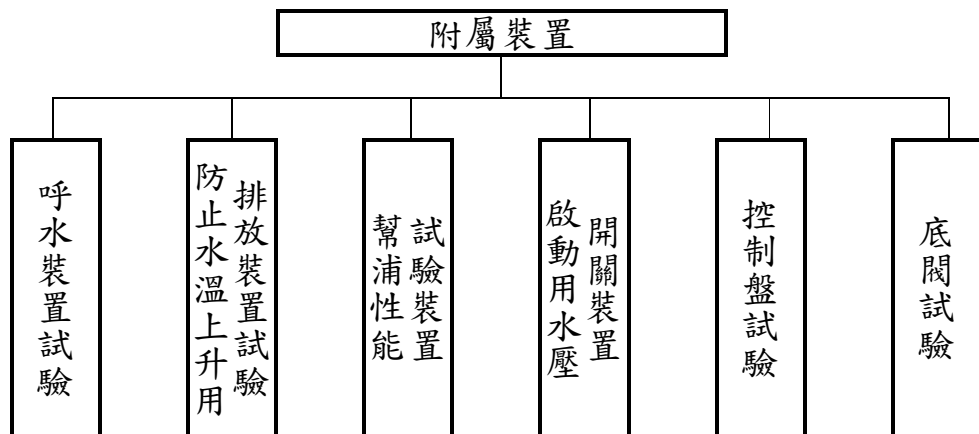 附屬裝置
呼水裝置試驗
防止水溫上升用
排放裝置試驗
幫浦性能
試驗裝置
啟動用水壓
開關裝置
控制盤試驗
底閥試驗